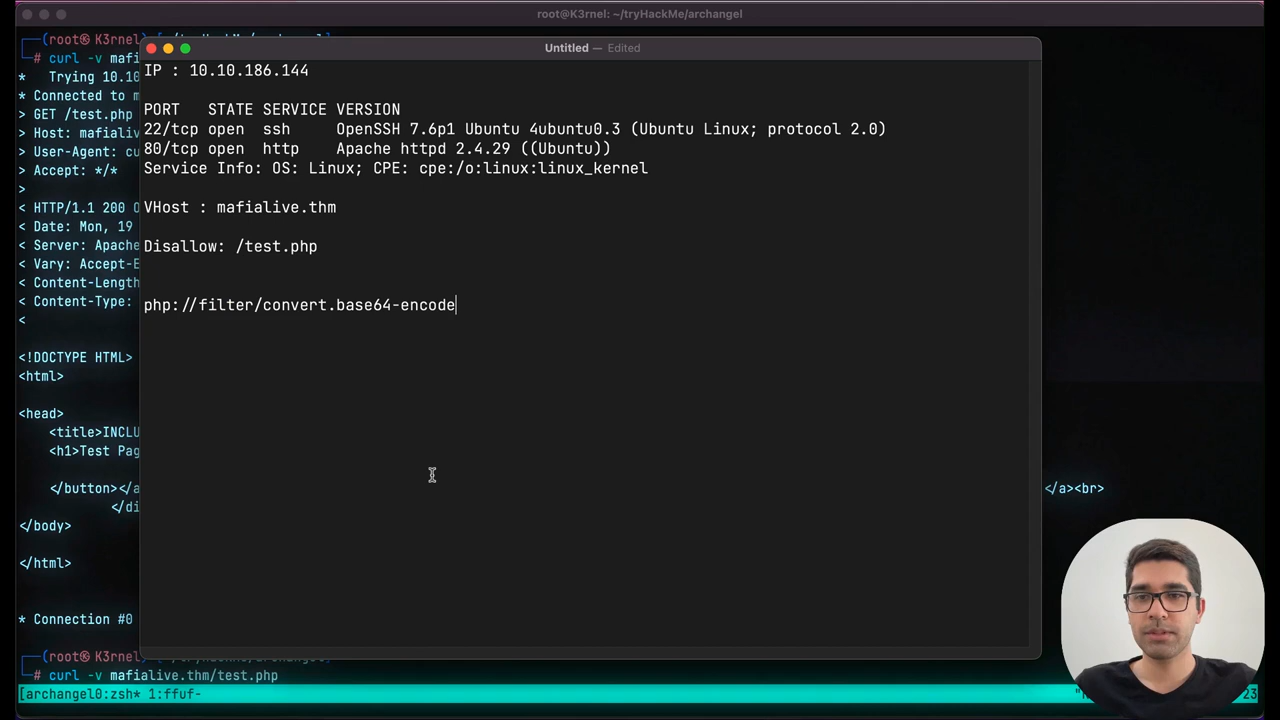 root@K3rnel: ~/tryHackMe/archangel
(root㉿K3rnel)-[~/tryHackMe/archangel]
# curl -v mafi
* Trying 10.10
* Connected to m
> GET /test.php
> Host: mafialive
> User-Agent: cu
> Accept: */*
>
< HTTP/1.1 200 O
< Date: Mon, 19
< Server: Apache
< Vary: Accept-E
< Content-Length
< Content-Type:
<
<!DOCTYPE HTML>
<html>
<head>
<title>INCLU
<h1>Test Pag
</button></a
</a><br>
</di
</body>
</html>
* Connection #0
(root㉿K3rnel)-[~/tryHackMe/archangel]
# curl -v mafialive.thm/test.php
[archangel0:zsh* 1:ffuf-
23
Untitled — Edited
IP : 10.10.186.144
PORT STATE SERVICE VERSION
22/tcp open ssh OpenSSH 7.6p1 Ubuntu 4ubuntu0.3 (Ubuntu Linux; protocol 2.0)
80/tcp open http Apache httpd 2.4.29 ((Ubuntu))
Service Info: OS: Linux; CPE: cpe:/o:linux:linux_kernel
VHost : mafialive.thm
Disallow: /test.php
php://filter/convert.base64-encode